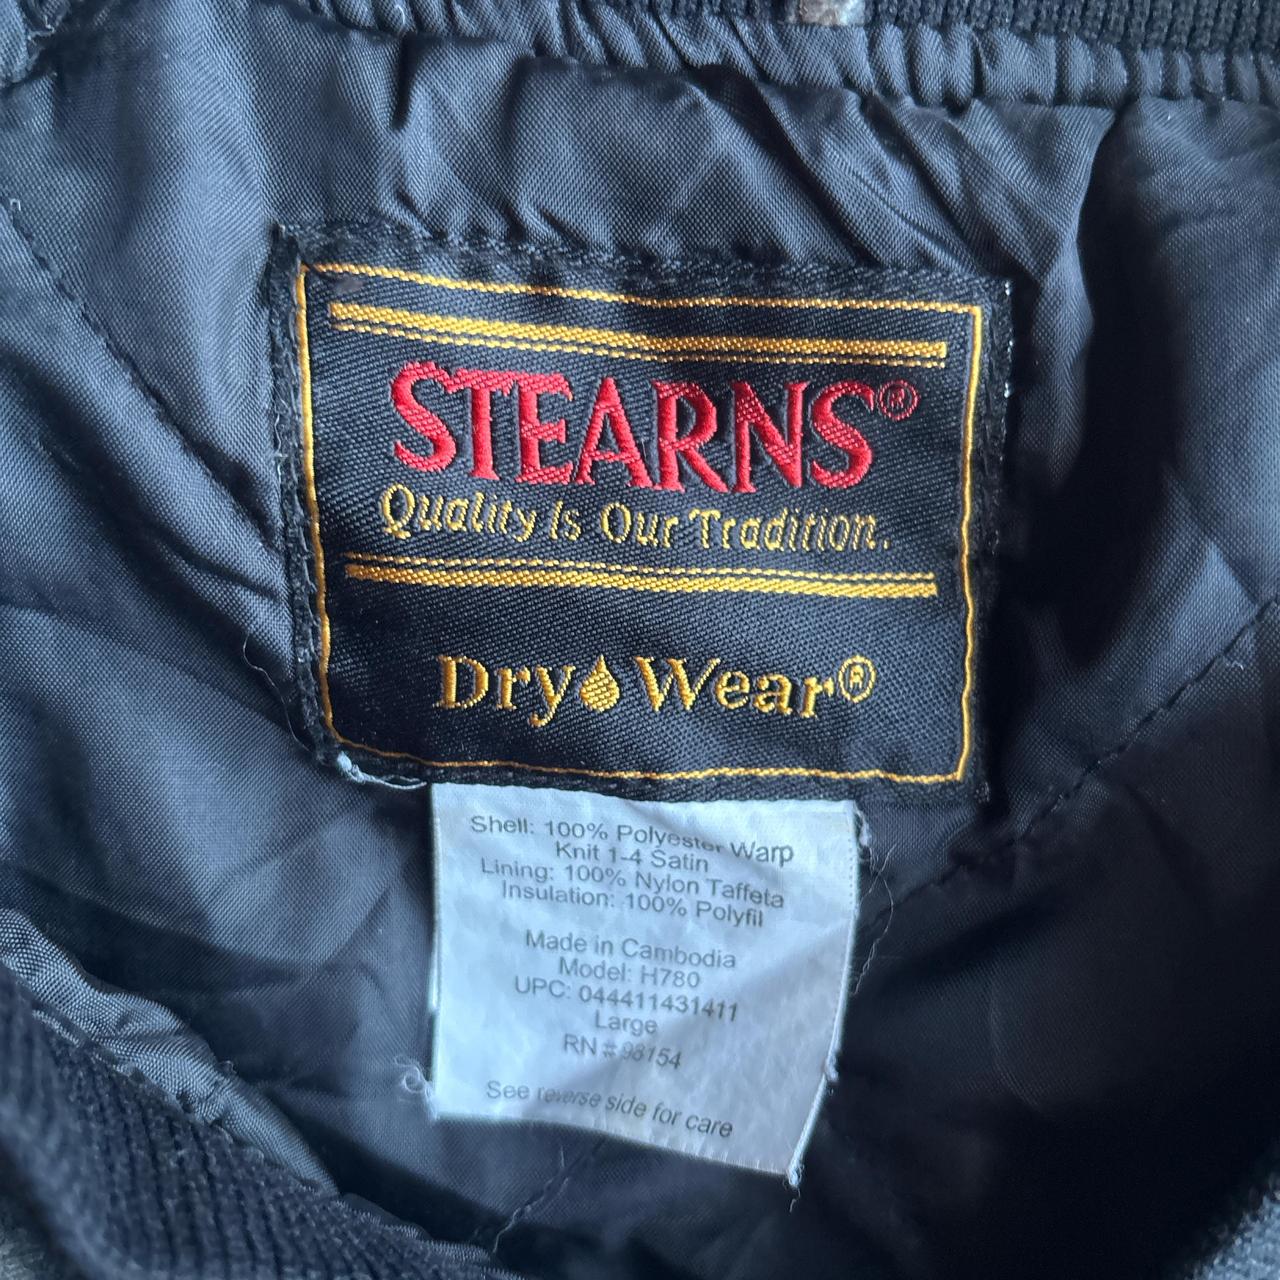 STEARNS®
Quality Is Our Tradition.
Dry Wear®
Shell: 100% Polyester Warp
Knit 1-4 Satin
Lining: 100% Nylon Taffeta
Insulation: 100% Polyfil
Made in Cambodia
Model: H780
UPC: 044411431411
Large
RN # 98154
See reverse side for care